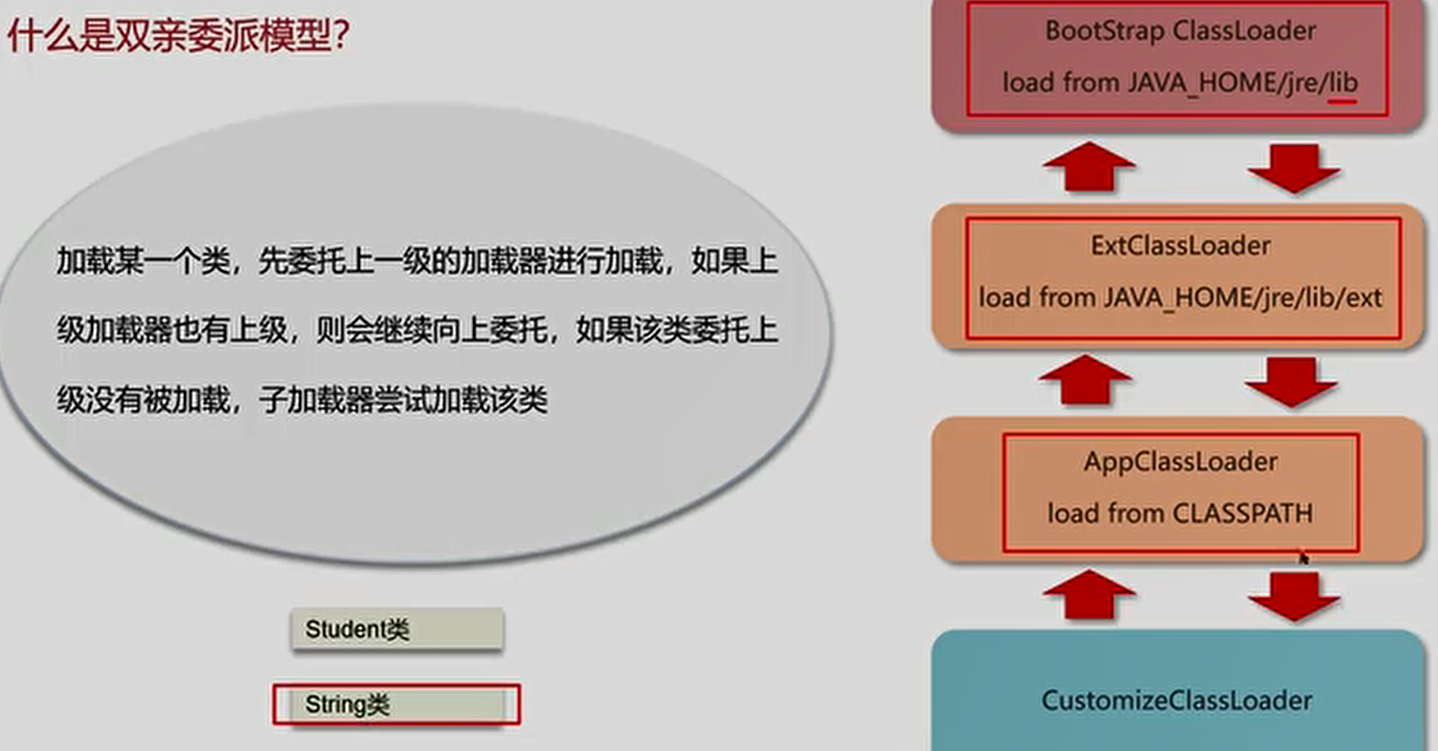 什么是双亲委派模型？
加载某一个类，先委托上一级的加载器进行加载，如果上
级加载器也有上级，则会继续向上委托，如果该类委托上
级没有被加载，子加载器尝试加载该类
Student类
String类
BootStrap ClassLoader
load from JAVA_HOME/jre/lib
ExtClassLoader
load from JAVA_HOME/jre/lib/ext
AppClassLoader
load from CLASSPATH
CustomizeClassLoader